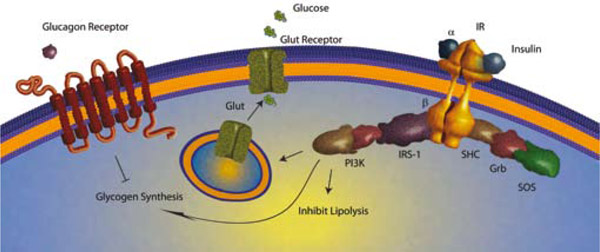 Glucagon Receptor
Glucose
Glut Receptor
α
IR
Insulin
Glut
β
PI3K
IRS-1
SHC
Grb
SOS
Glycogen Synthesis
Inhibit Lipolysis